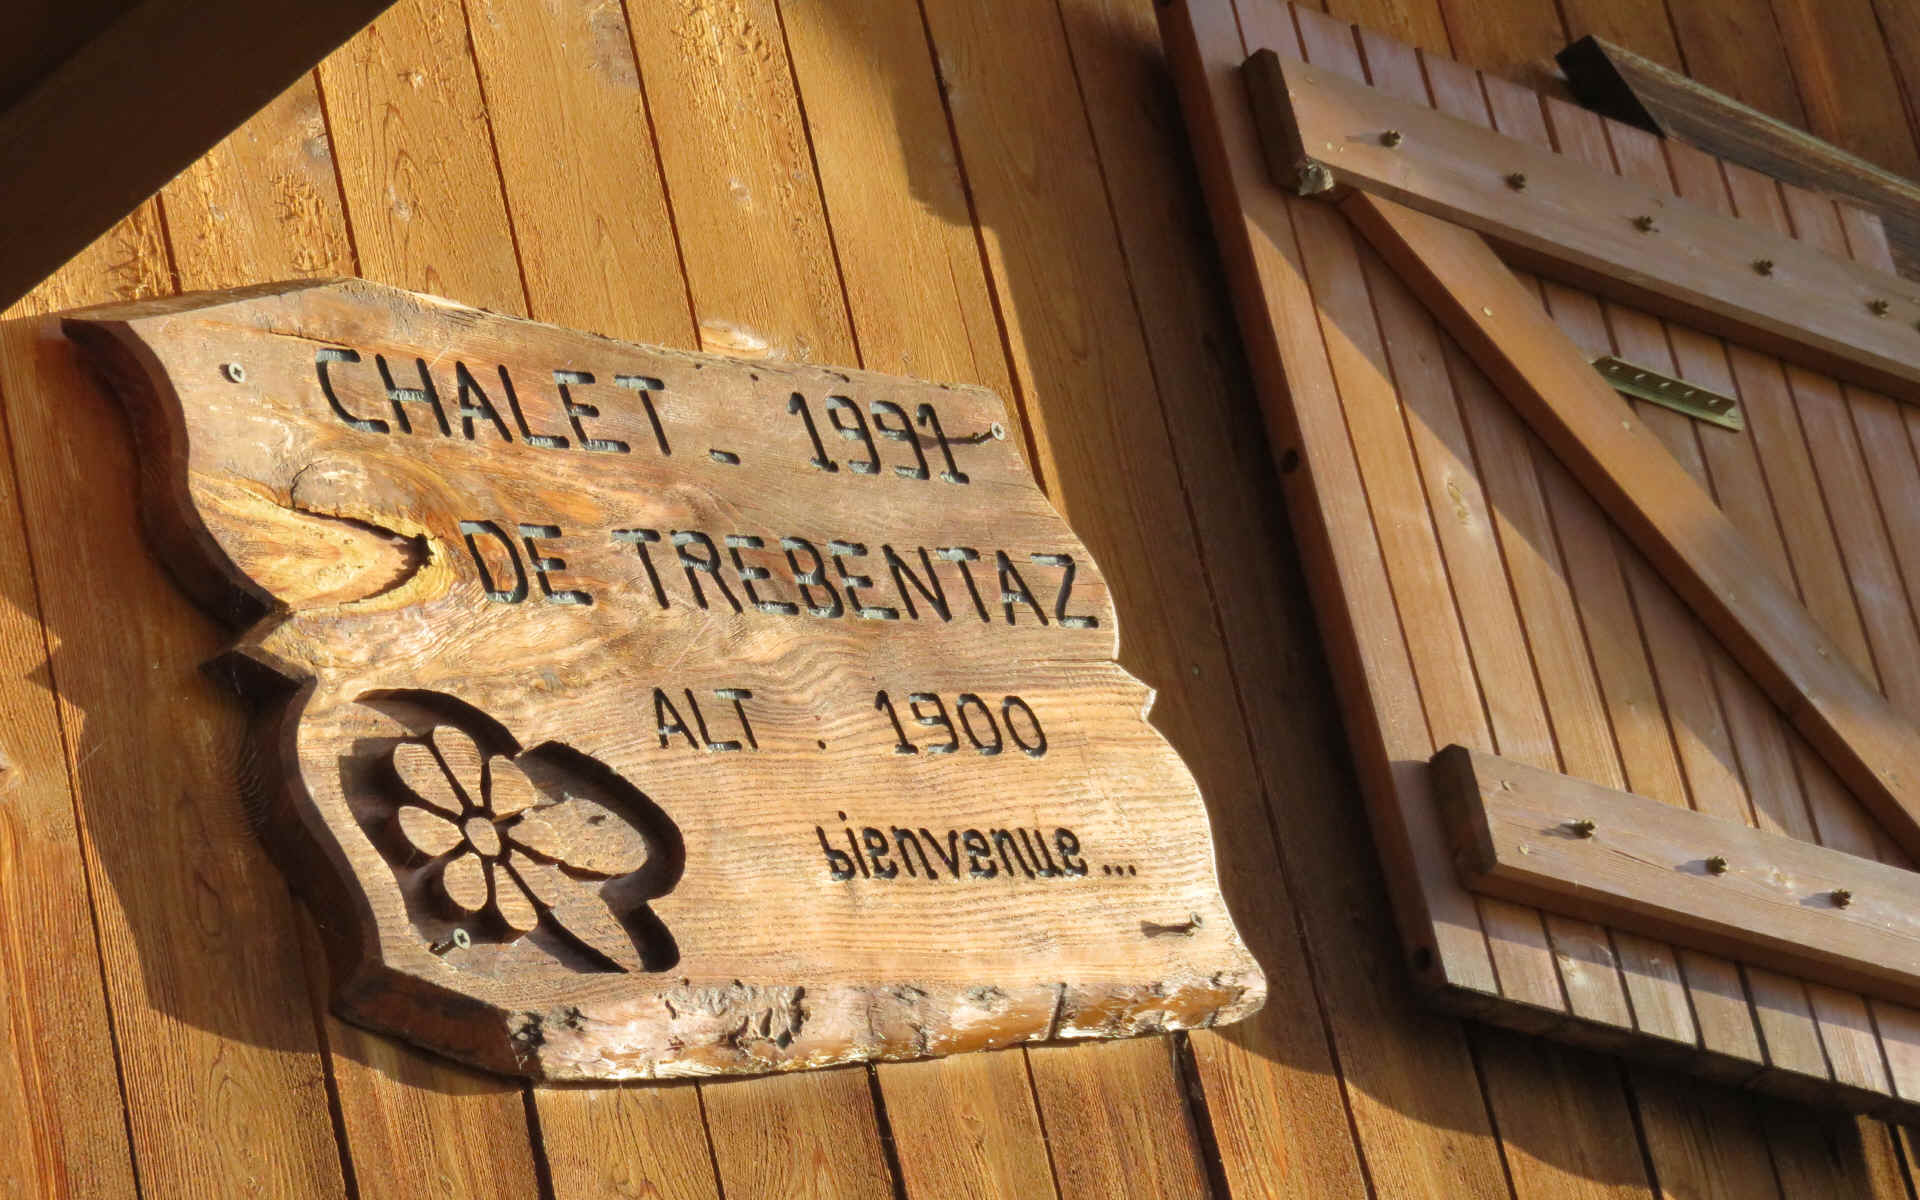 CHALET - 1991
DE TREBENTAZ
ALT . 1900
bienvenue ...